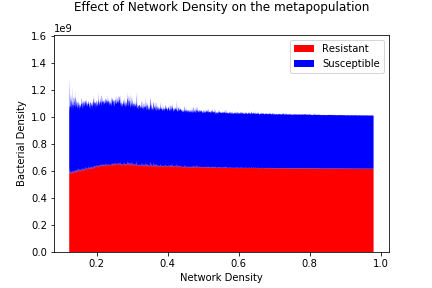 Effect of Network Density on the metapopulation
1e9
1.6
1.4
1.2
1.0
0.8
0.6
0.4
0.2
0.0
Bacterial Density
Resistant
Susceptible
0.2 0.4 0.6 0.8 1.0
Network Density